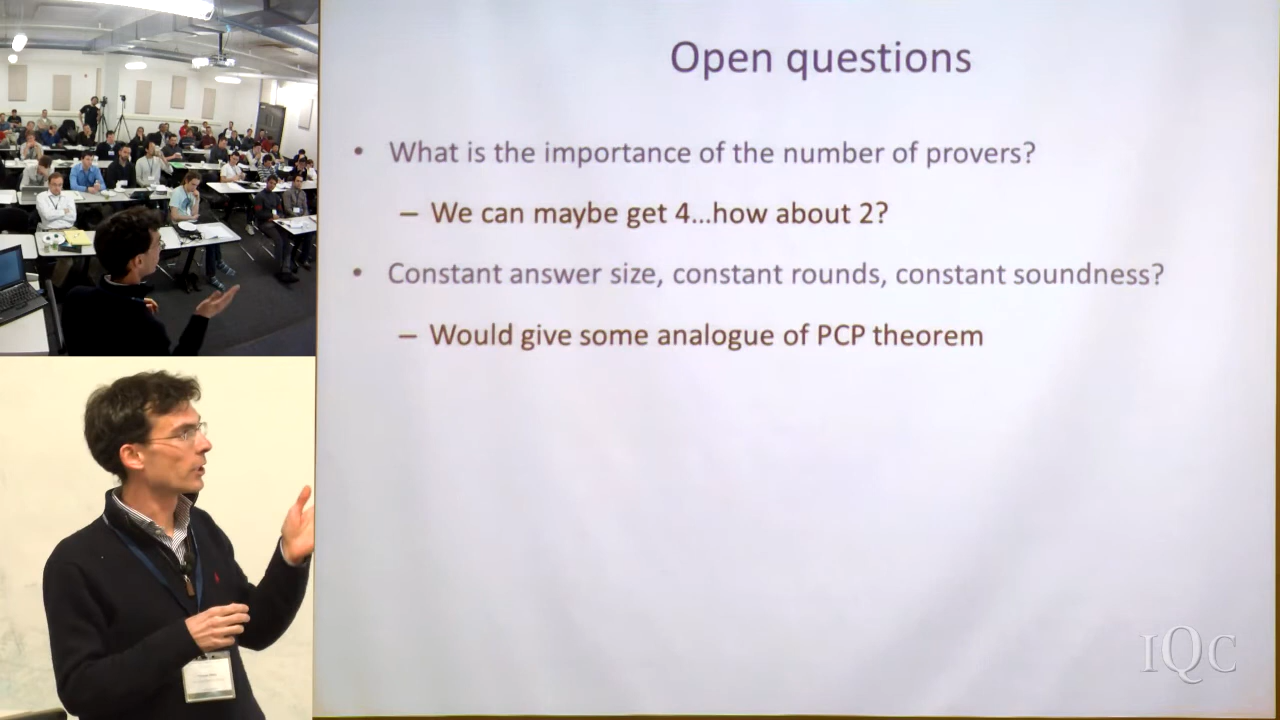 Open questions
• What is the importance of the number of provers?
– We can maybe get 4...how about 2?
• Constant answer size, constant rounds, constant soundness?
– Would give some analogue of PCP theorem
IQC